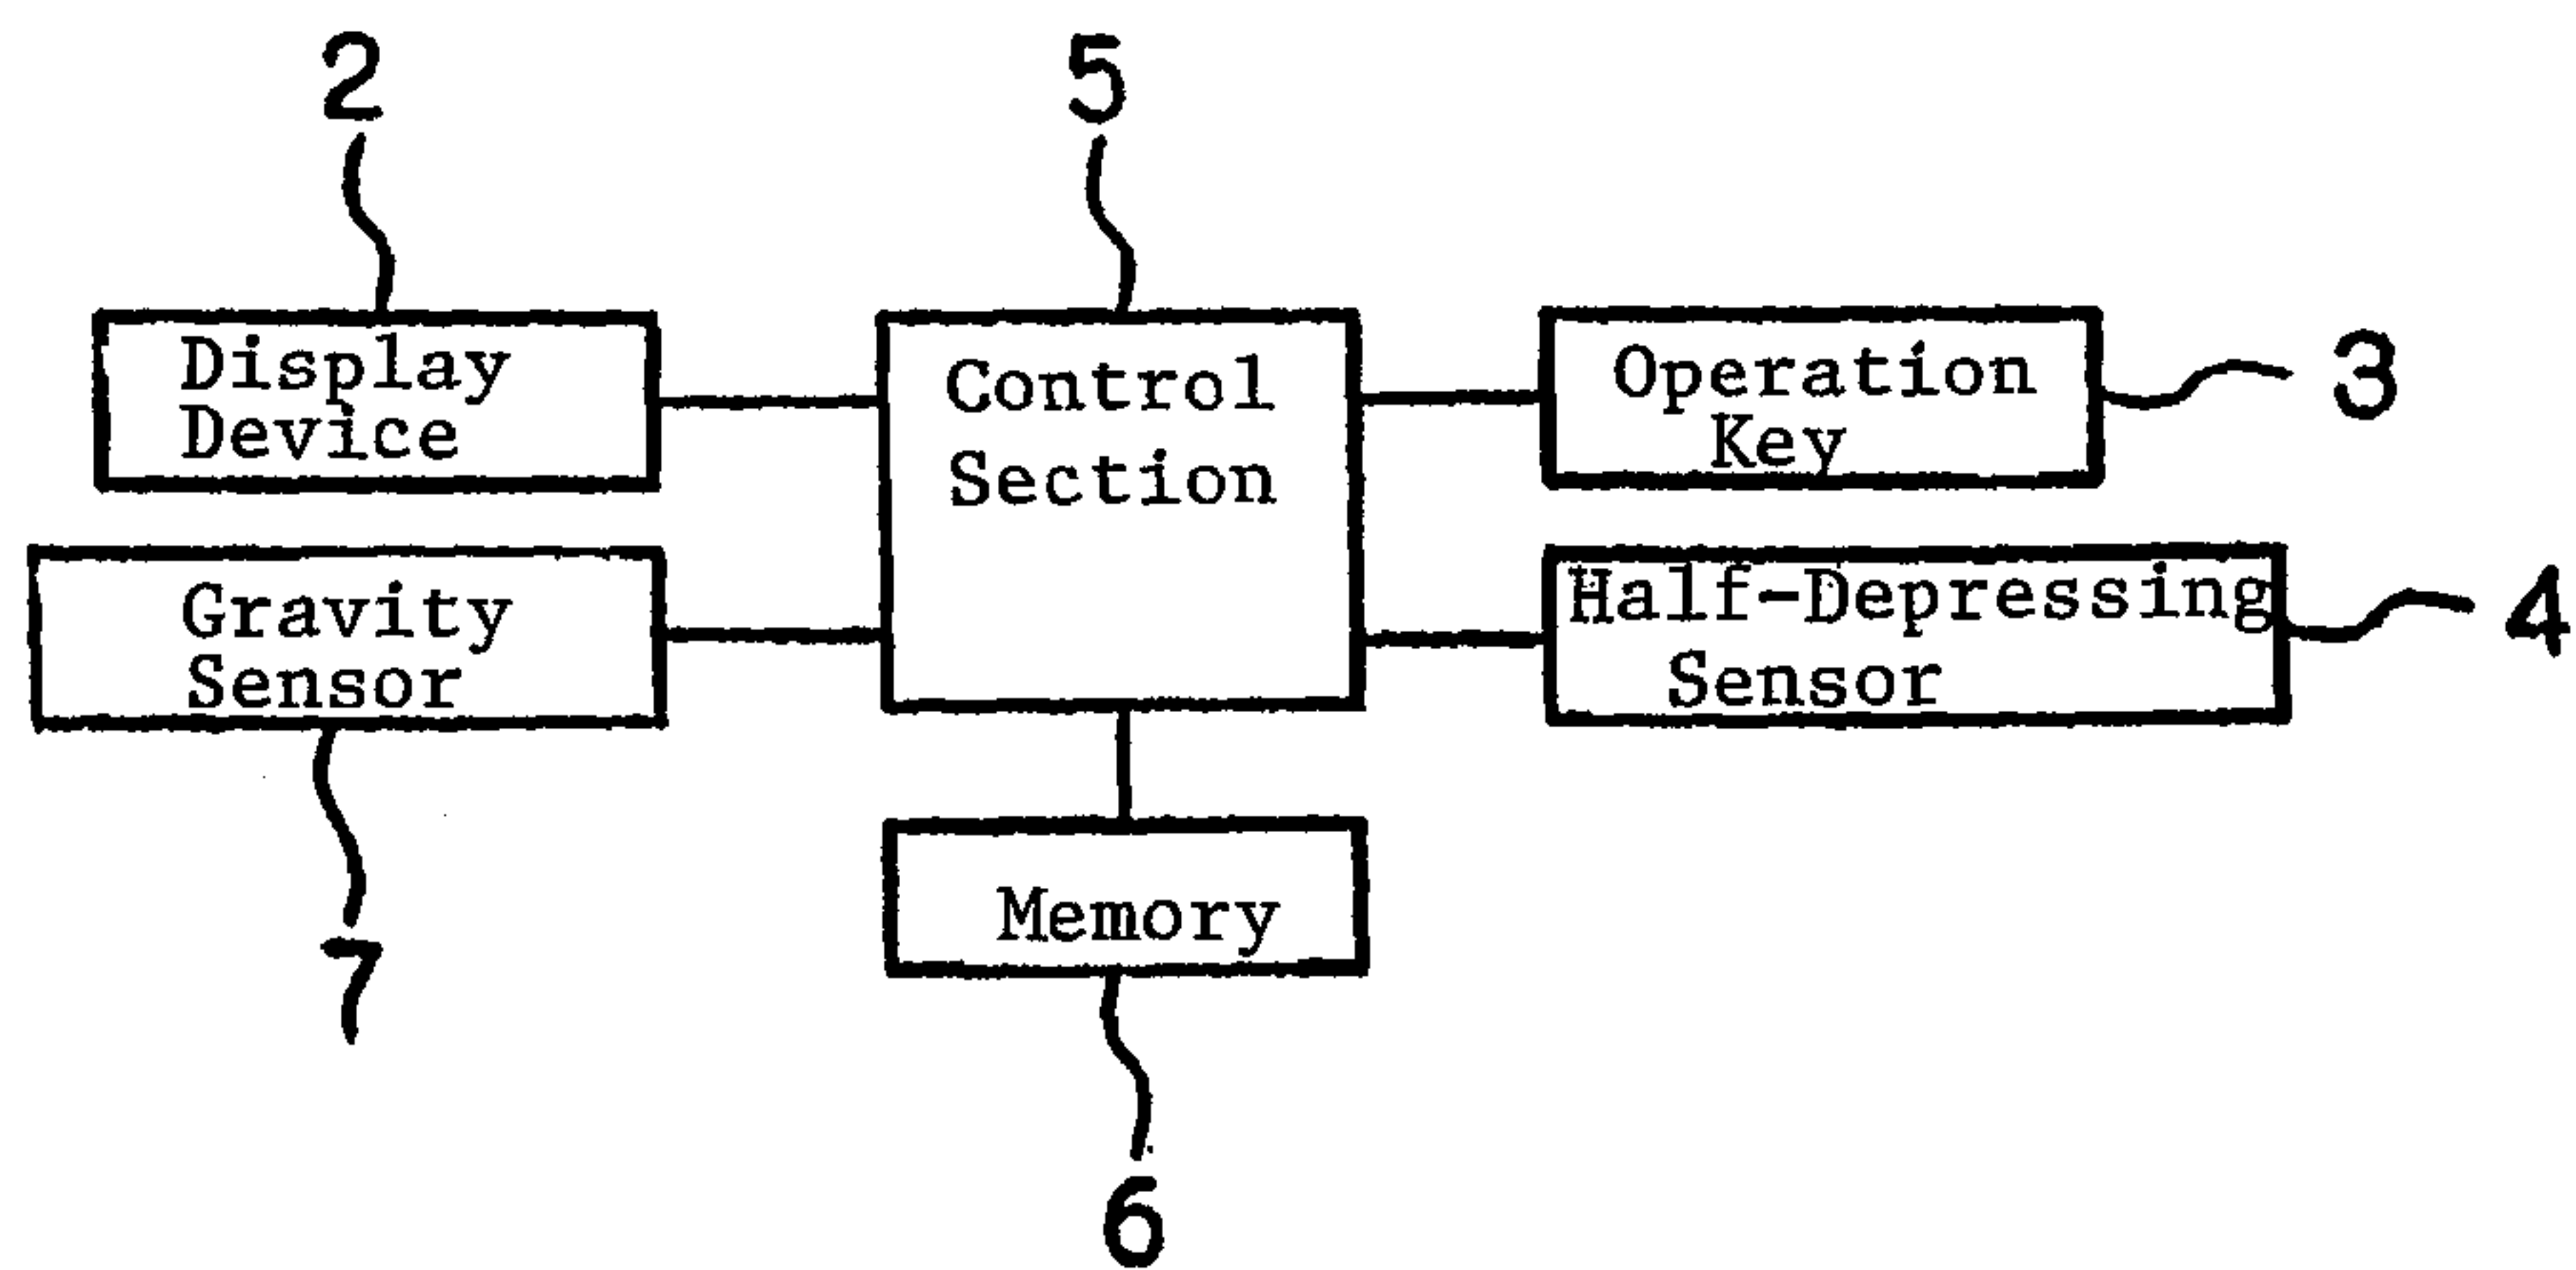 2
5
Display
Device
Control
Section
Operation
Key
3
Gravity
Sensor
Half-Depressing
Sensor
4
7
Memory
6